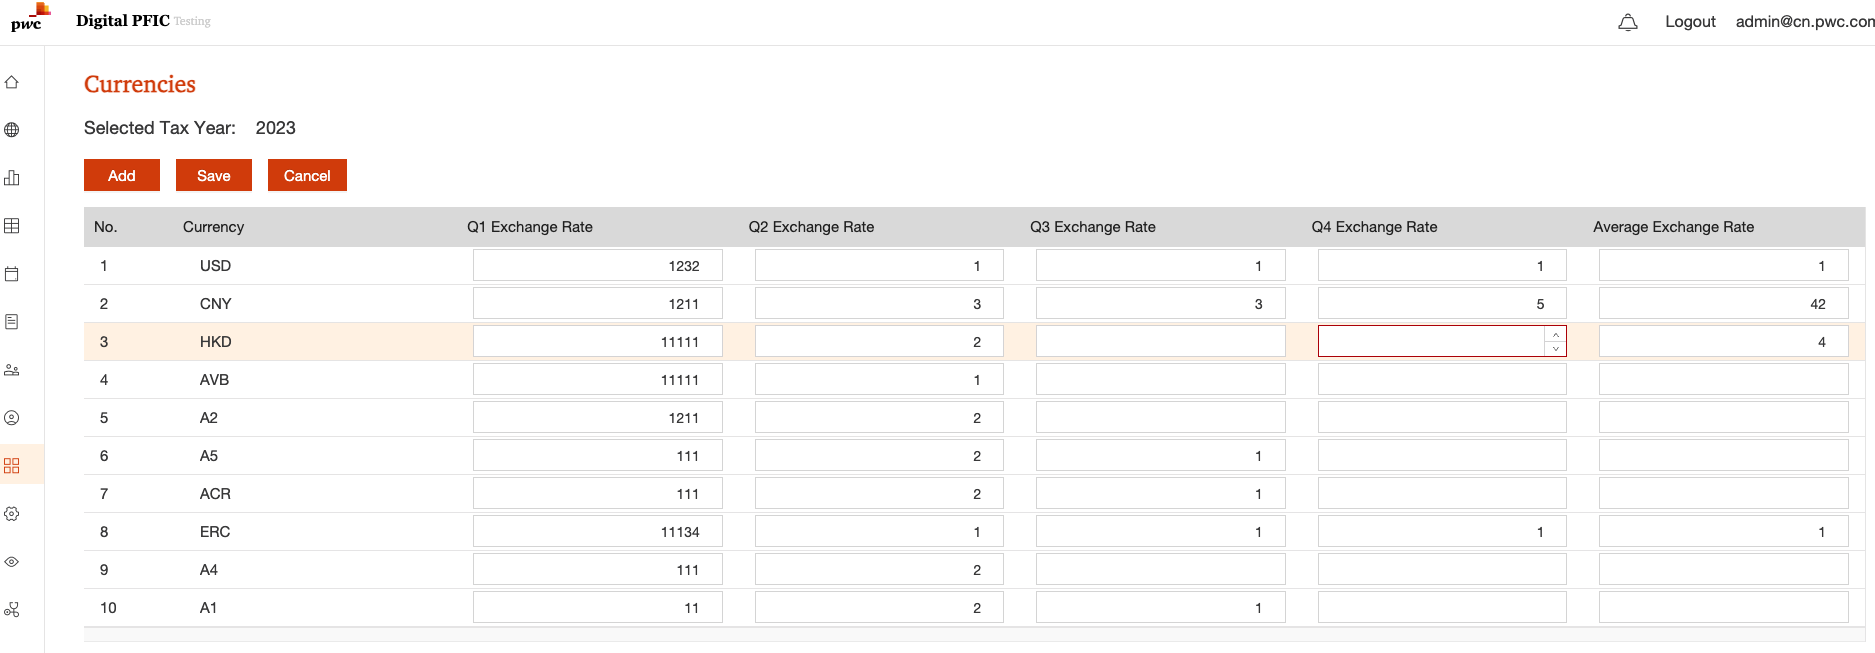 pwc Digital PFIC Testing Logout admin@cn.pwc.com
Currencies
Selected Tax Year: 2023
Add Save Cancel
No. Currency Q1 Exchange Rate Q2 Exchange Rate Q3 Exchange Rate Q4 Exchange Rate Average Exchange Rate
1 USD 1232 1 1 1 1
2 CNY 1211 3 3 5 42
3 HKD 11111 2 4
4 AVB 11111 1
5 A2 1211 2
6 A5 111 2 1
7 ACR 111 2 1
8 ERC 11134 1 1 1 1
9 A4 111 2
10 A1 11 2 1